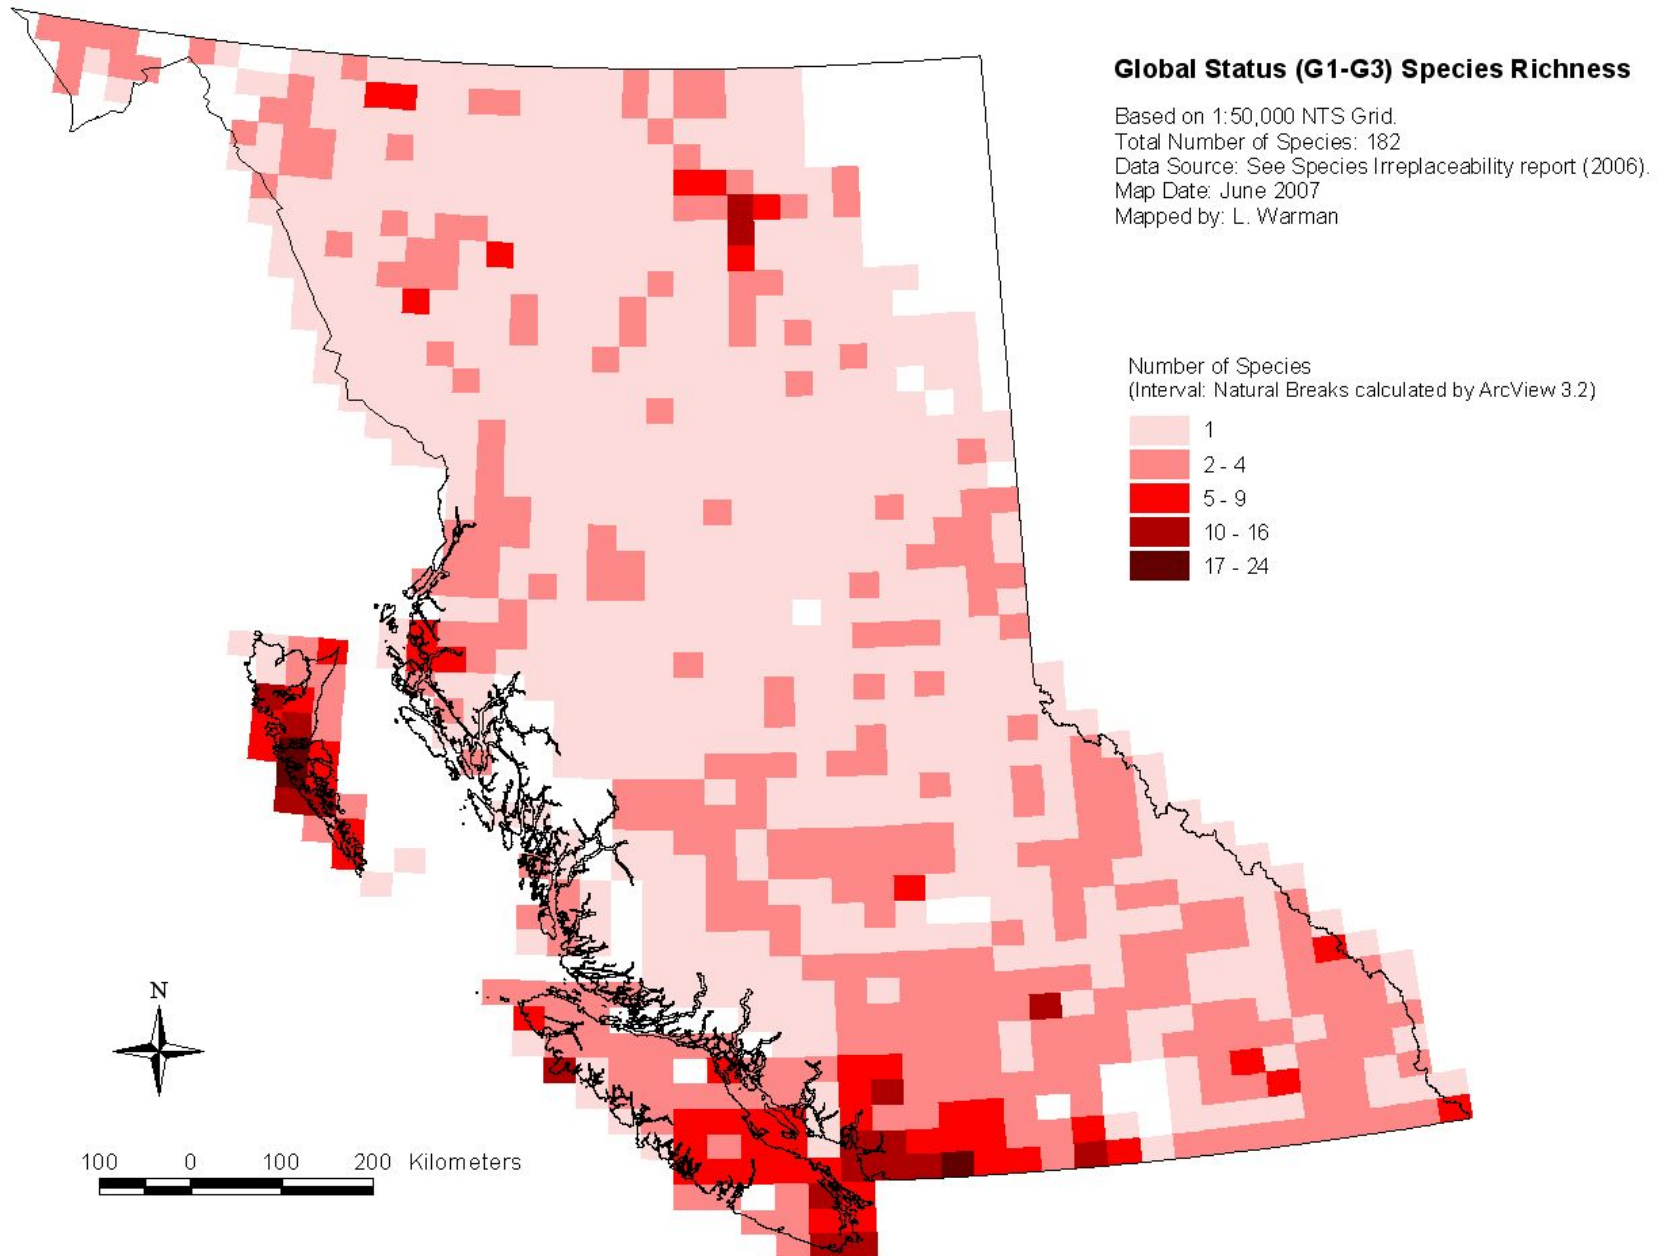 Global Status (G1-G3) Species Richness
Based on 1:50,000 NTS Grid.
Total Number of Species: 182
Data Source: See Species Irreplaceability report (2006).
Map Date: June 2007
Mapped by: L. Warman
Number of Species
(Interval: Natural Breaks calculated by ArcView 3.2)
1
2 - 4
5 - 9
10 - 16
17 - 24
N
100 0 100 200 Kilometers